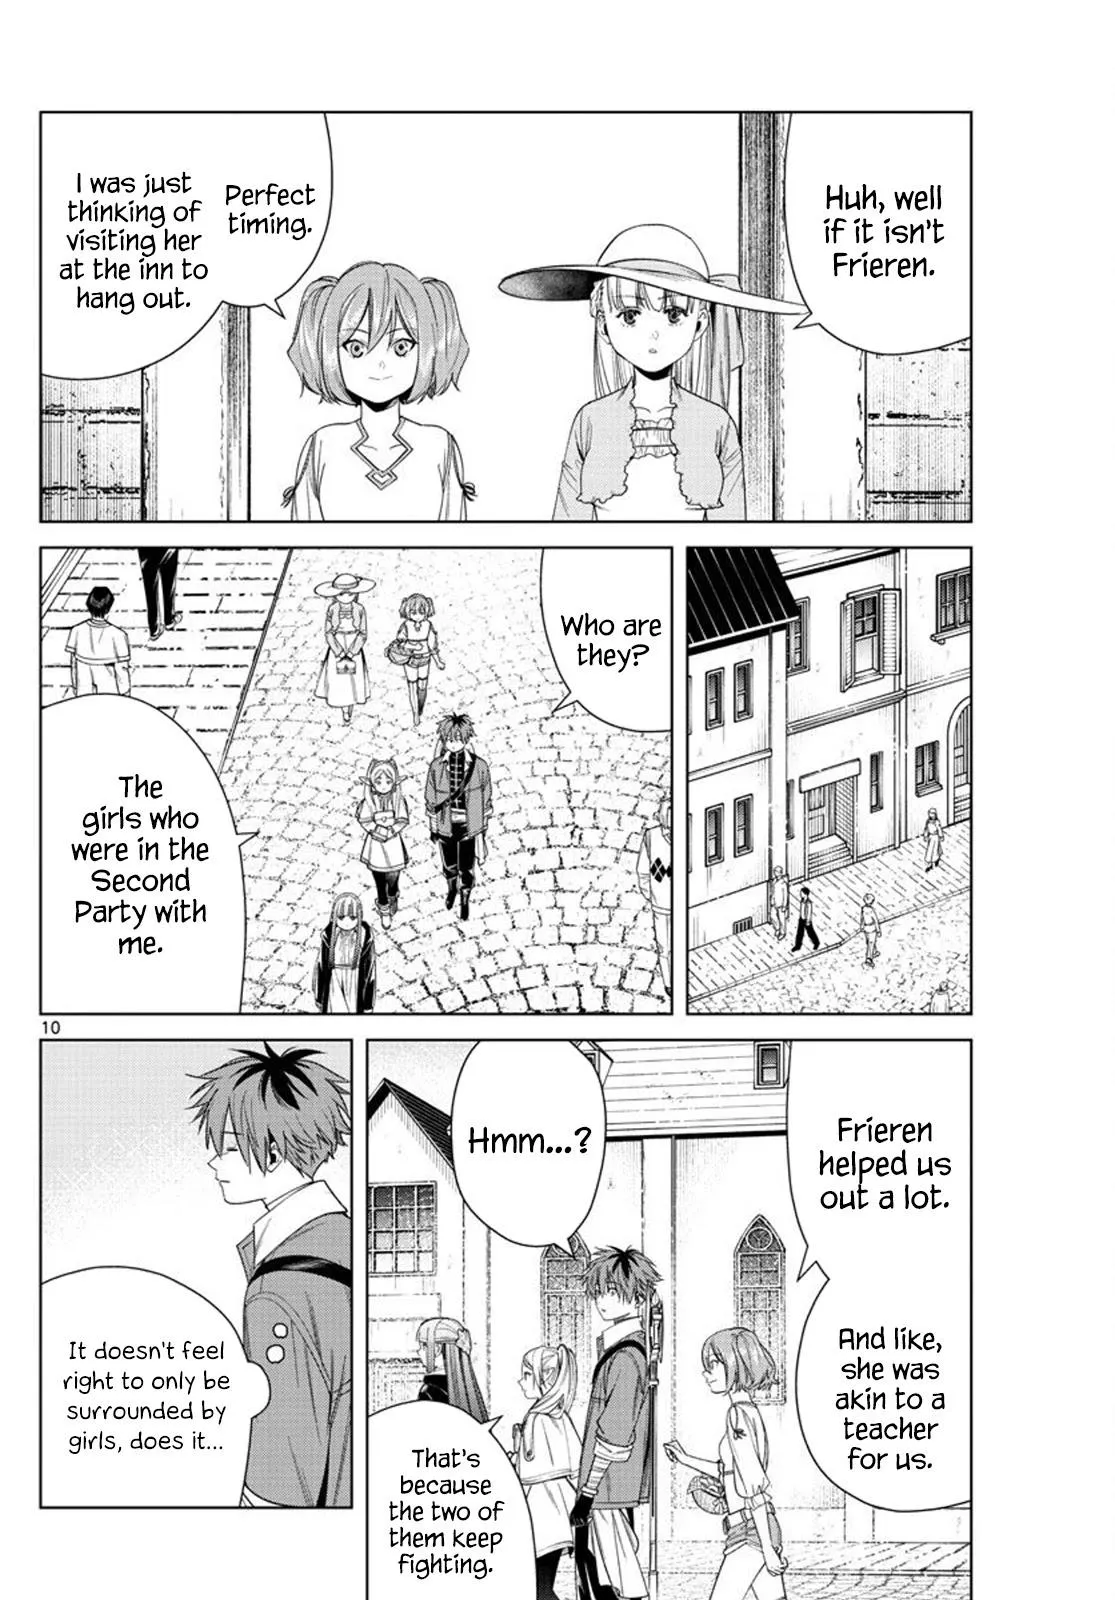 Huh, well
if it isn't
Frieren.
Perfect
timing.
I was just
thinking of
visiting her
at the inn to
hang out.
Who are
they?
The
girls who
were in the
Second
Party with
me.
10
Frieren
helped us
out a lot.
And like,
she was
akin to a
teacher
for us.
Hmm...?
That's
because
the two of
them keep
fighting.
It doesn't feel
right to only be
surrounded by
girls, does it...